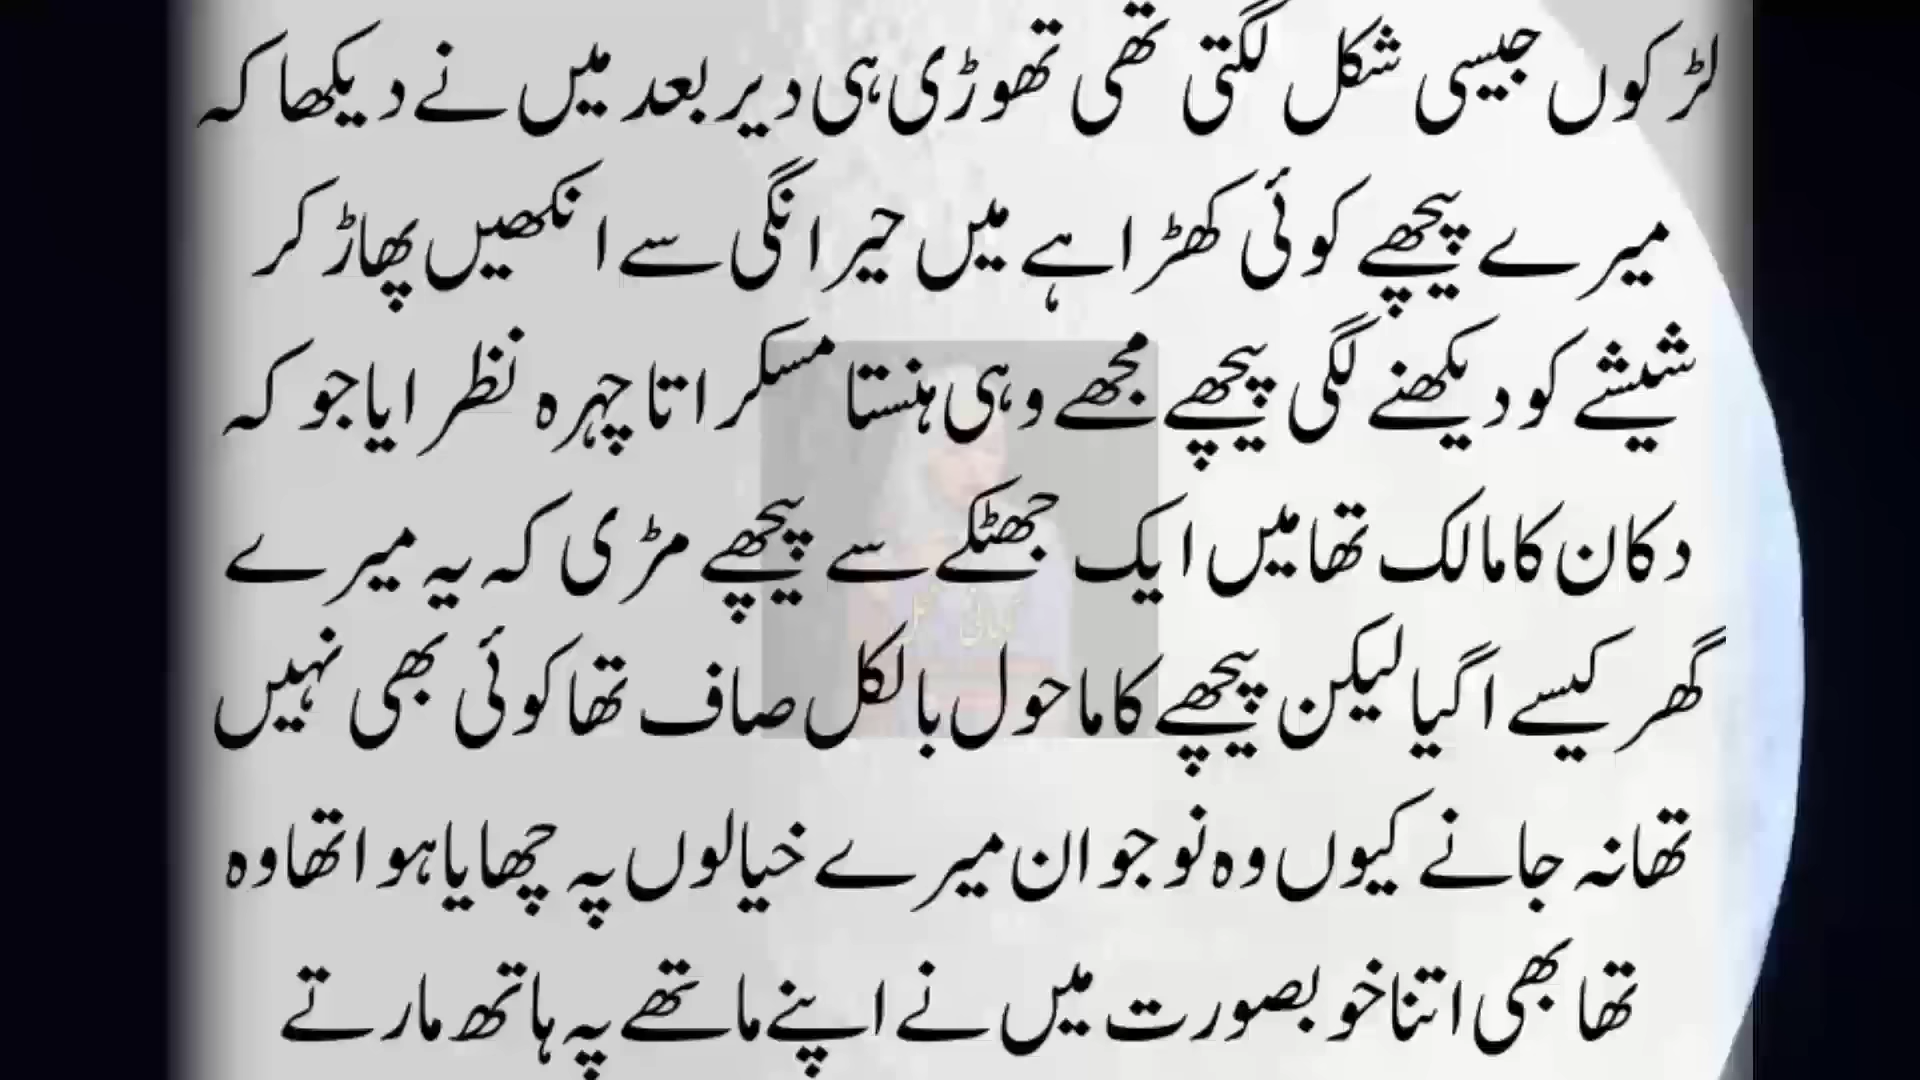 لڑکوں جیسی شکل لگتی تھی تھوڑی ہی دیر بعد میں نے دیکھا کہ
میرے پیچھے کوئی کھڑا ہے میں حیرانگی سے انکھیں پھاڑ کر
شیشے کو دیکھنے لگی پیچھے مجھے وہی ہنستا مسکراتا چہرہ نظر ایا جو کہ
دکان کا مالک تھا میں ایک جھٹکے سے پیچھے مڑی کہ یہ میرے
گھر کیسے اگیا لیکن پیچھے کا ماحول بالکل صاف تھا کوئی بھی نہیں
تھا نہ جانے کیوں وہ نوجوان میرے خیالوں پہ چھایا ہوا تھا وہ
تھا بھی اتنا خوبصورت میں نے اپنے ماتھے پہ ہاتھ مارتے